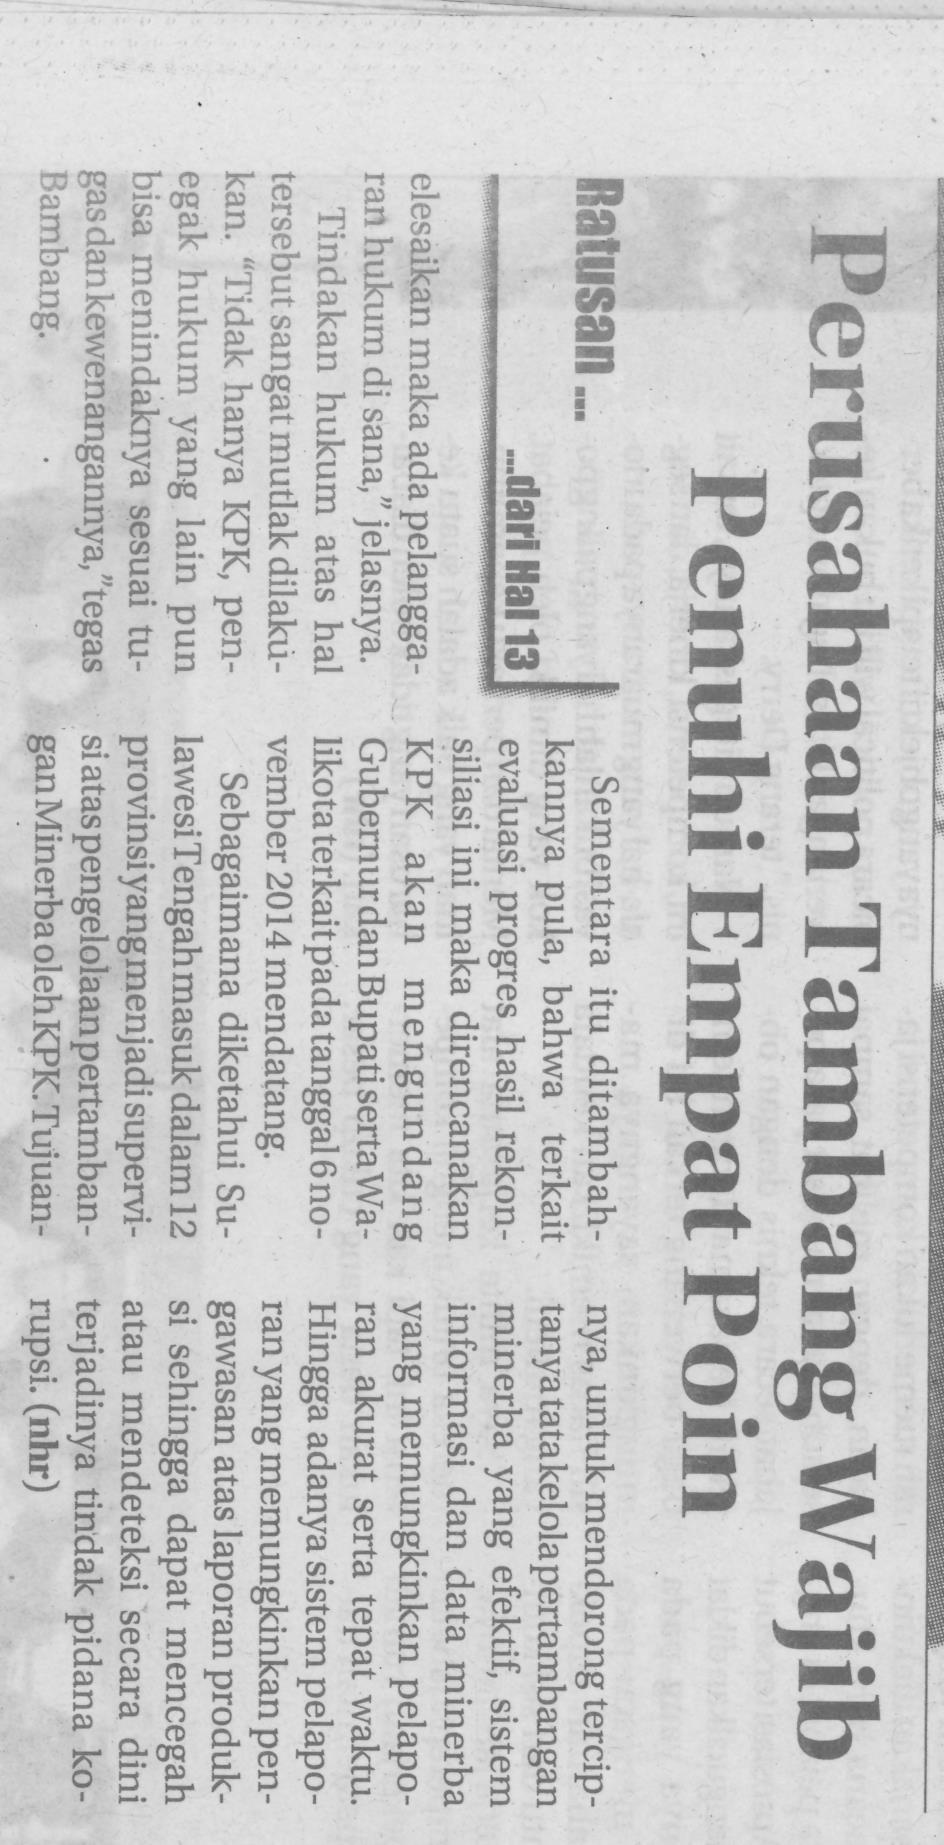 Perusahaan Tambang Wajib
Penuhi Empat Poin
Ratusan ...
...dari Hal 13
elesaikan maka ada pelangga-
ran hukum di sana,” jelasnya.
Tindakan hukum atas hal
tersebut sangat mutlak dilaku-
kan. “Tidak hanya KPK, pen-
egak hukum yang lain pun
bisa menindaknya sesuai tu-
gas dan kewenangannya,” tegas
Bambang.
Sementara itu ditambah-
kannya pula, bahwa terkait
evaluasi progres hasil rekon-
siliasi ini maka direncanakan
KPK akan mengundang
Gubernur dan Bupati serta Wa-
likota terkait pada tanggal 6 no-
vember 2014 mendatang.
Sebagaimana diketahui Su-
lawesi Tengah masuk dalam 12
provinsi yang menjadi supervi-
si atas pengelolaan pertamban-
gan Minerba oleh KPK. Tujuan-
nya, untuk mendorong tercip-
tanya tata kelola pertambangan
minerba yang efektif, sistem
informasi dan data minerba
yang memungkinkan pelapo-
ran akurat serta tepat waktu.
Hingga adanya sistem pelapo-
ran yang memungkinkan pen-
gawasan atas laporan produk-
si sehingga dapat mencegah
atau mendeteksi secara dini
terjadinya tindak pidana ko-
rupsi. (nhr)